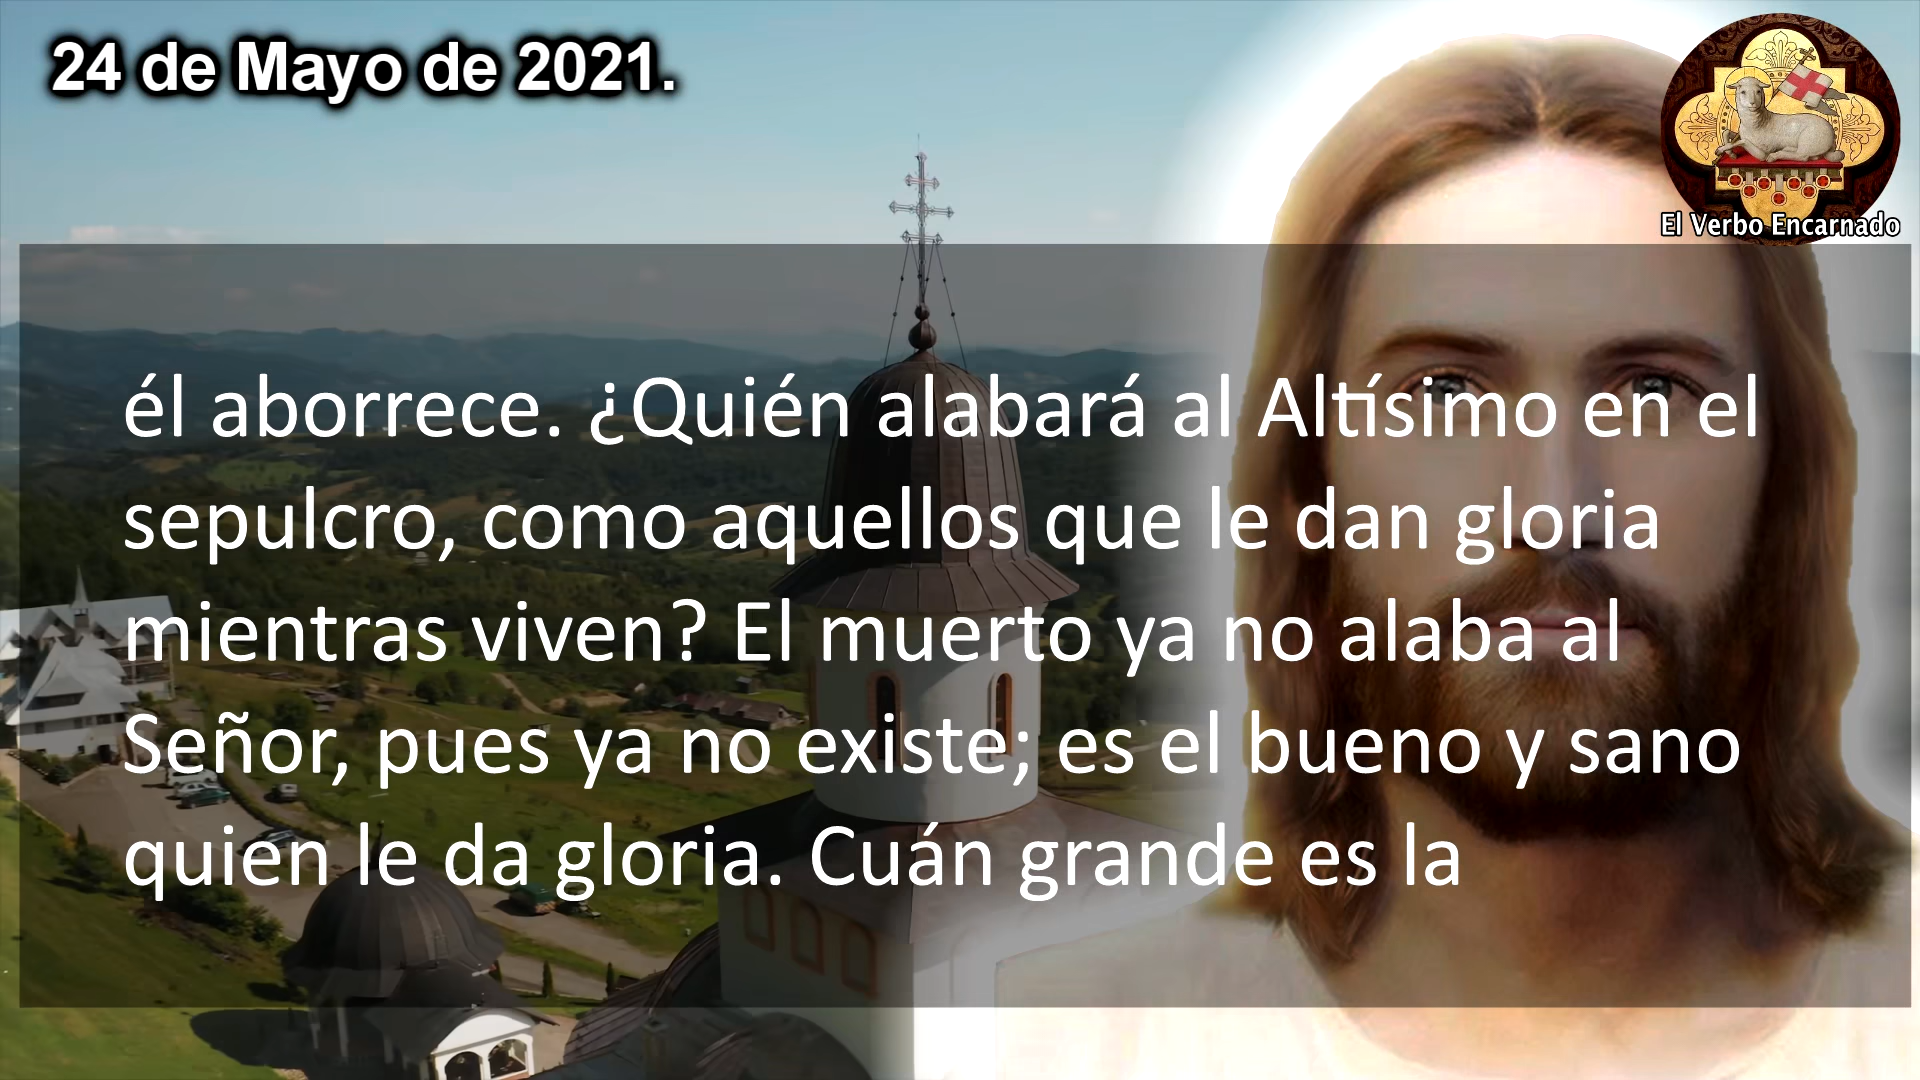 24 de Mayo de 2021.
El Verbo Encarnado
él aborrece. ¿Quién alabará al Altísimo en el
sepulcro, como aquellos que le dan gloria
mientras viven? El muerto ya no alaba al
Señor, pues ya no existe; es el bueno y sano
quien le da gloria. Cuán grande es la